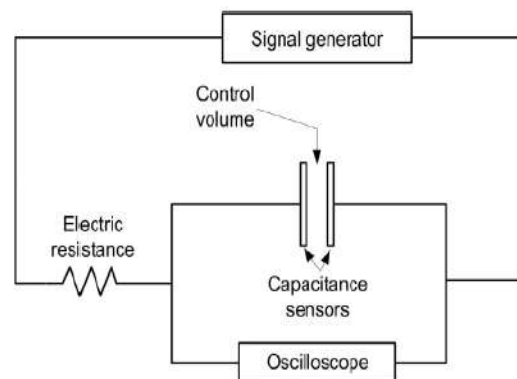 Signal generator
Control
volume
Electric
resistance
Capacitance
sensors
Oscilloscope